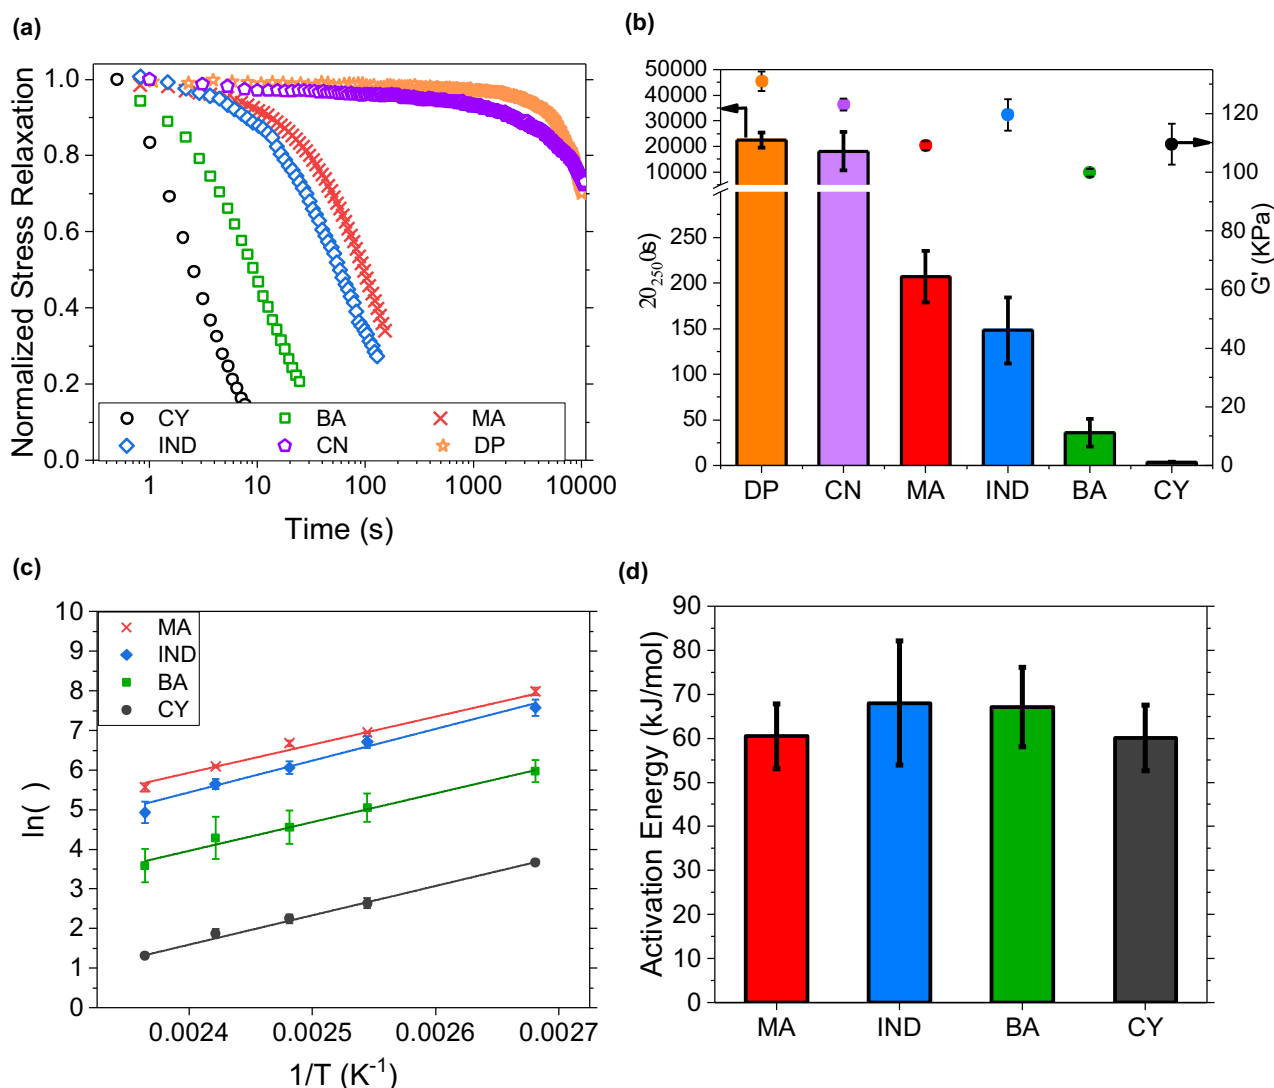 (a)
Normalized Stress Relaxation
1.0
0.8
0.6
0.4
0.2
0.0
CY
BA
MA
IND
CN
DP
1
10
100
1000
10000
Time (s)
(b)
50000
40000
30000
20000
10000
250
200
150
100
50
0
120
100
80
60
40
20
0
G' (KPa)
DP
CN
MA
IND
BA
CY
(c)
MA
IND
BA
CY
10
9
8
7
6
5
4
3
2
1
0
ln( )
0.0024
0.0025
0.0026
0.0027
1/T (K-1)
(d)
Activation Energy (kJ/mol)
90
80
70
60
50
40
30
20
10
0
MA
IND
BA
CY